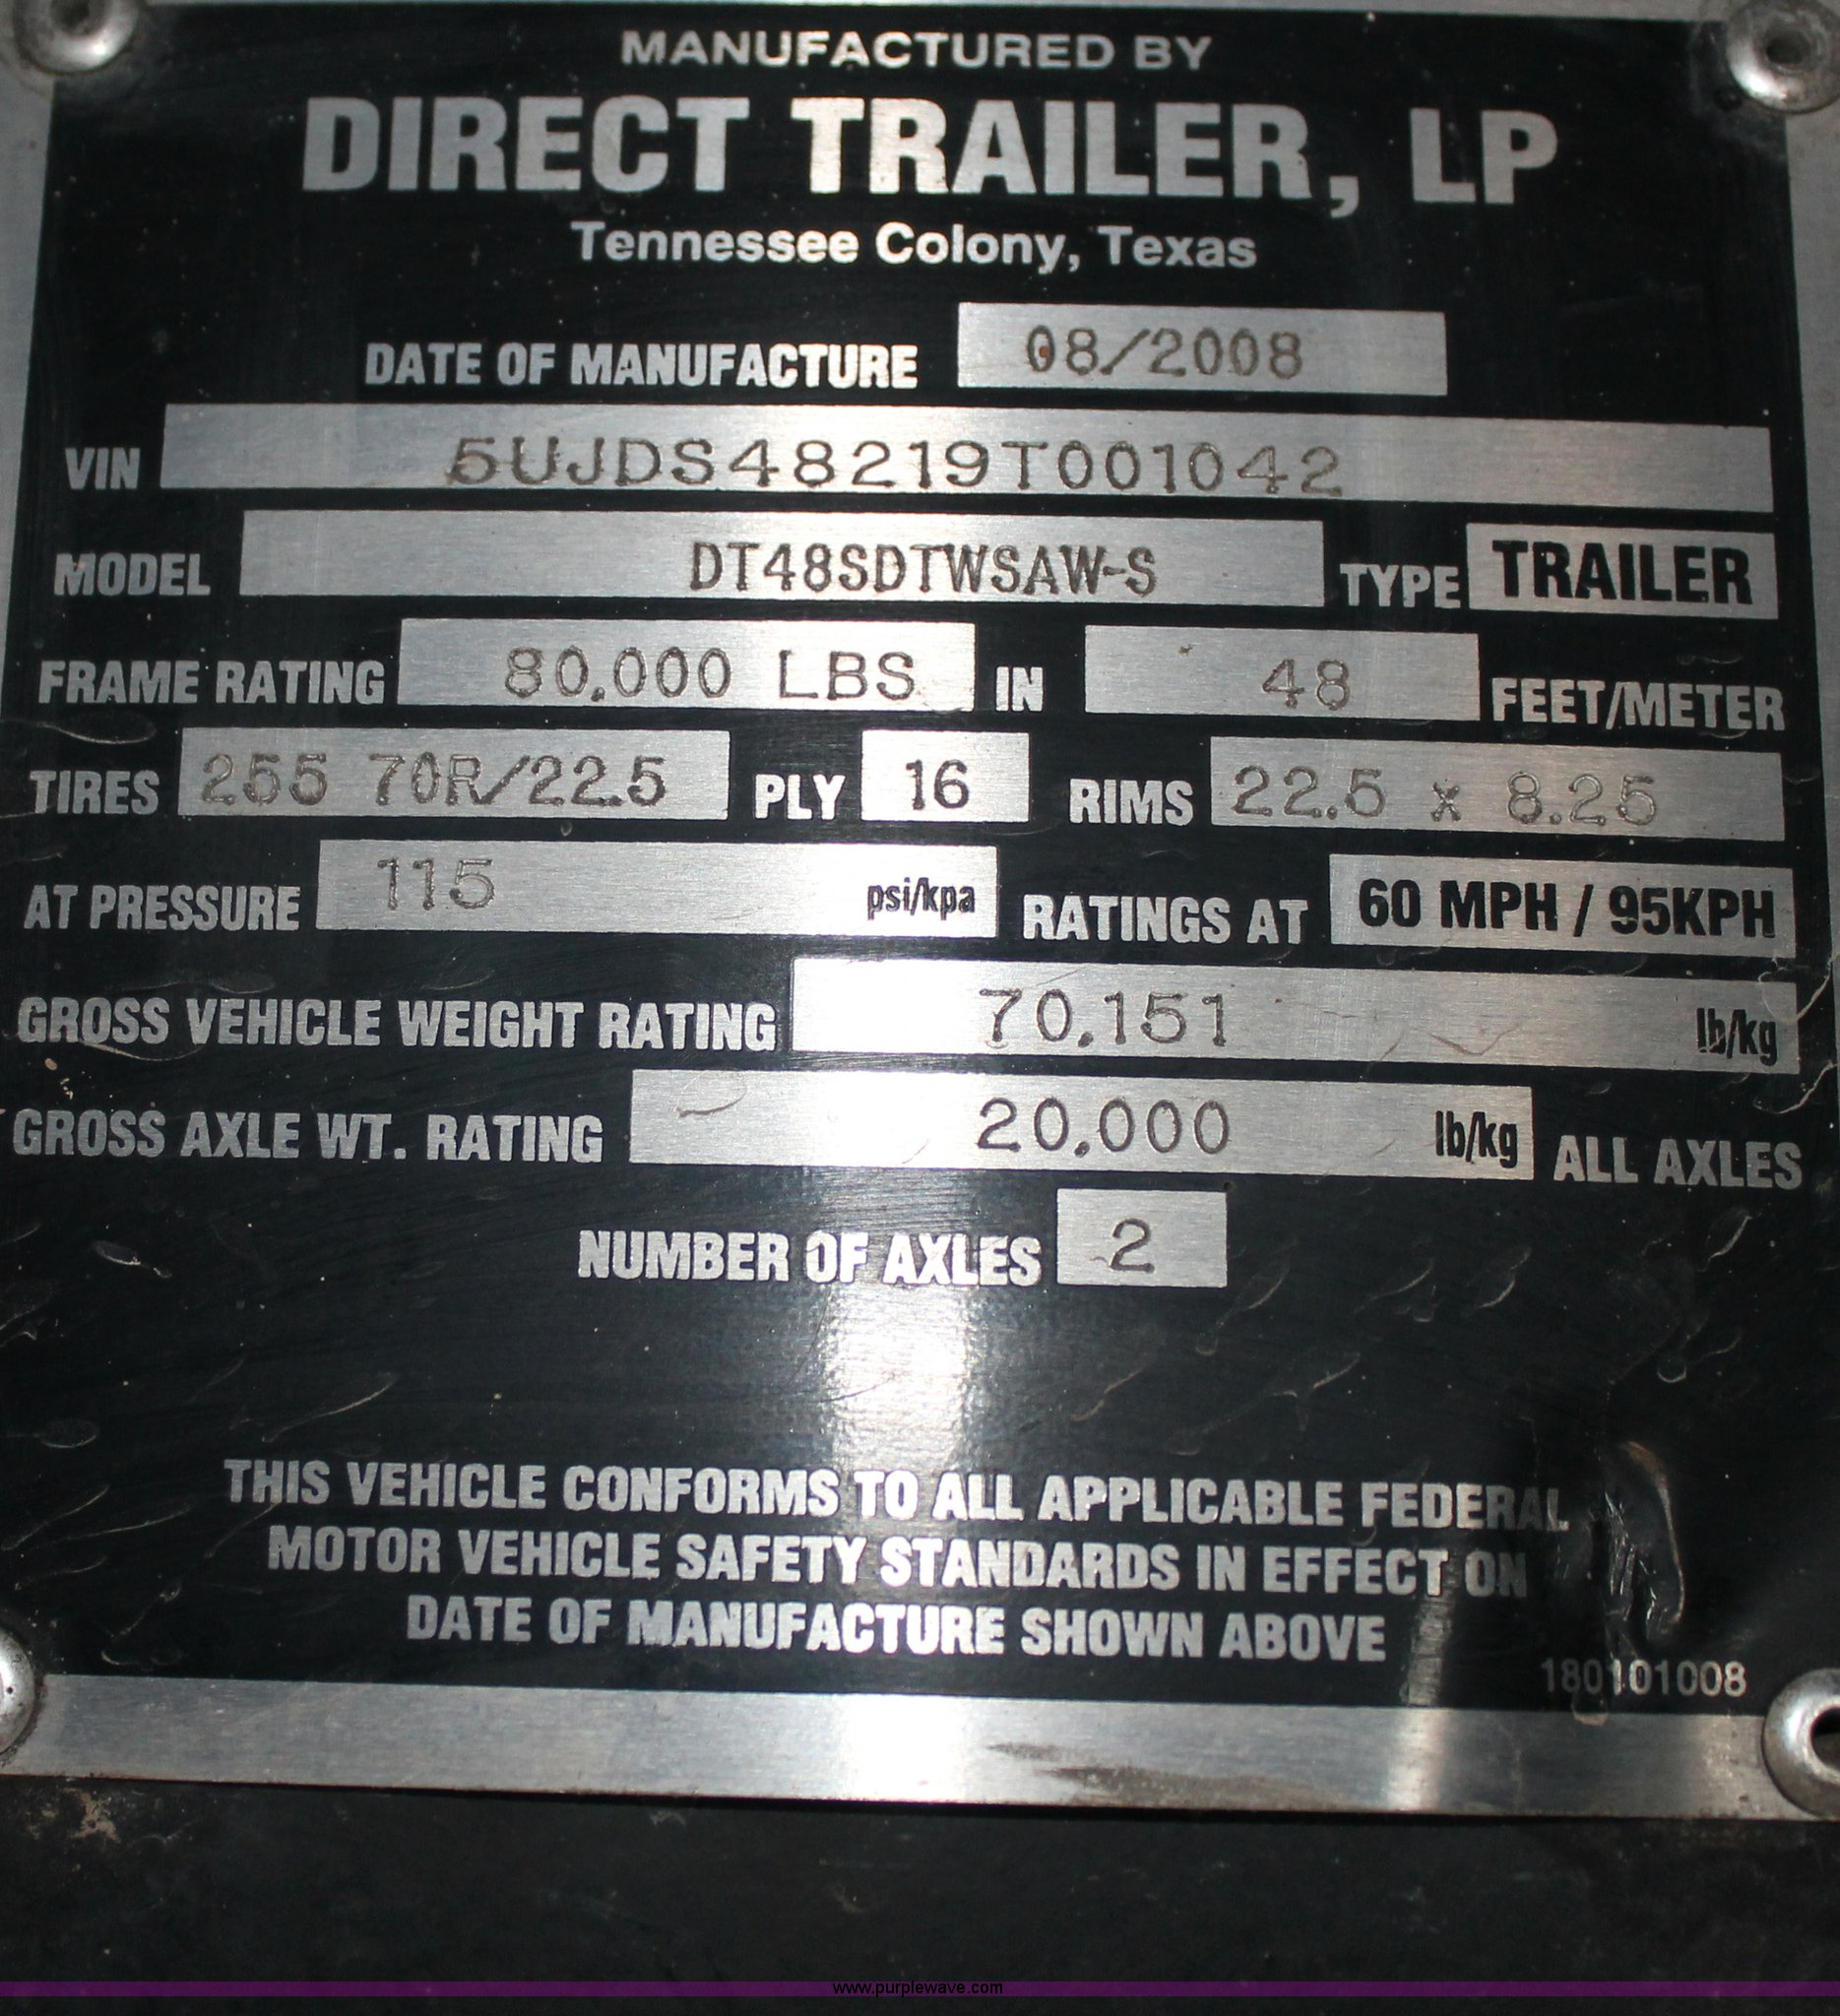 MANUFACTURED BY
DIRECT TRAILER, LP
Tennessee Colony, Texas
DATE OF MANUFACTURE 08/2008
VIN 5UJDS48219T001042
MODEL DT48SDTWSAW-S TYPE TRAILER
FRAME RATING 80,000 LBS IN 48 FEET/METER
TIRES 255 70R/22.5 PLY 16 RIMS 22.5 x 8.25
AT PRESSURE 115 psi/kpa RATINGS AT 60 MPH / 95KPH
GROSS VEHICLE WEIGHT RATING 70,151 lb/kg
GROSS AXLE WT. RATING 20,000 lb/kg ALL AXLES
NUMBER OF AXLES 2
THIS VEHICLE CONFORMS TO ALL APPLICABLE FEDERAL
MOTOR VEHICLE SAFETY STANDARDS IN EFFECT ON
DATE OF MANUFACTURE SHOWN ABOVE
180101008
www.purplewave.com